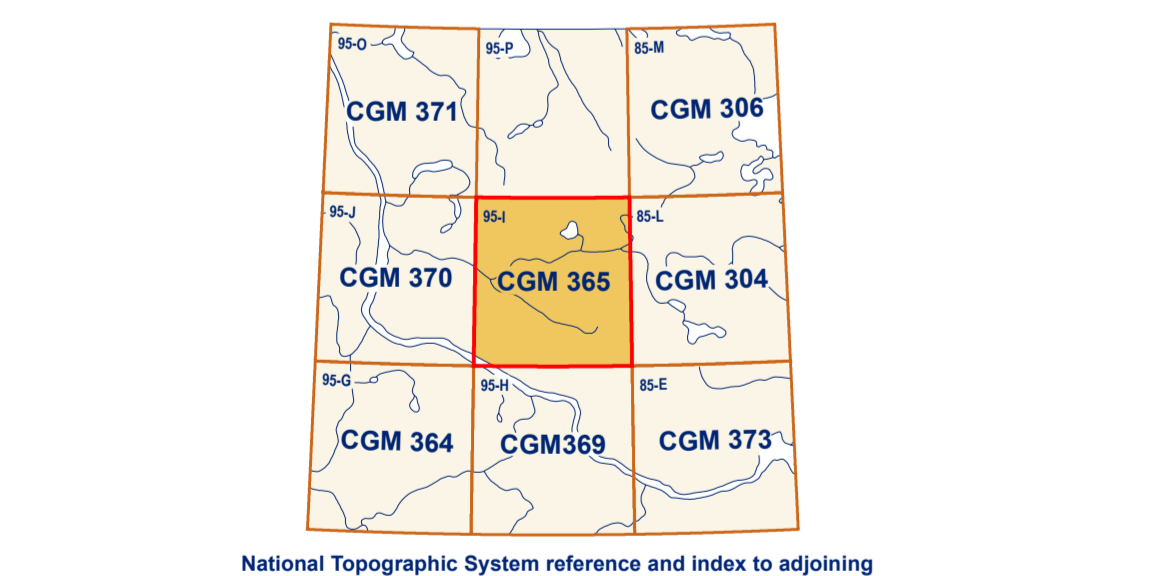 95-O
95-P
85-M
CGM 371
CGM 306
95-J
95-I
85-L
CGM 370
CGM 365
CGM 304
95-G
95-H
85-E
CGM 364
CGM369
CGM 373
National Topographic System reference and index to adjoining